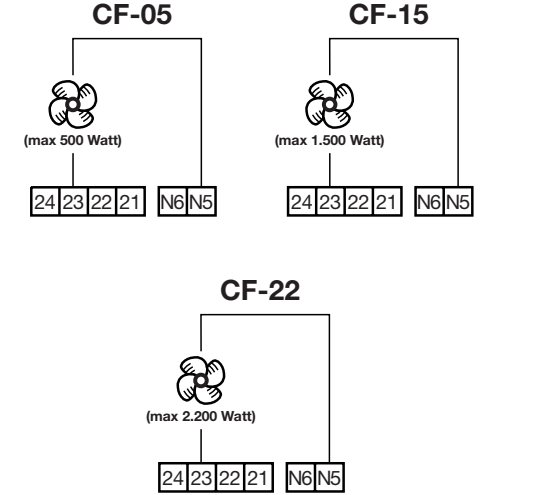 CF-05
(max 500 Watt)
24 23 22 21 N6 N5
CF-15
(max 1.500 Watt)
24 23 22 21 N6 N5
CF-22
(max 2.200 Watt)
24 23 22 21 N6 N5